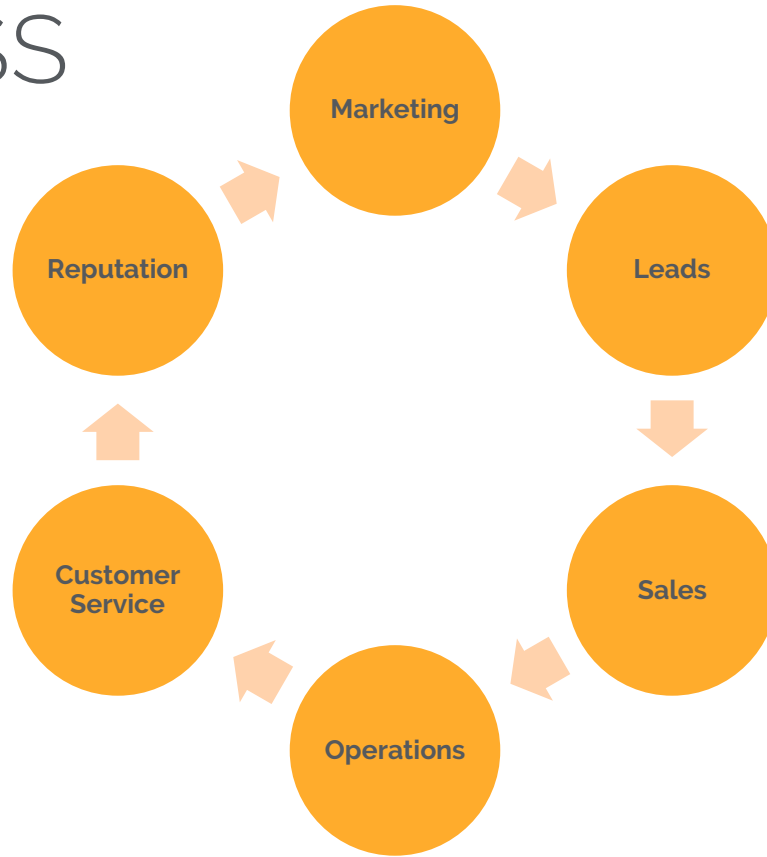 SS
Marketing
Leads
Sales
Operations
Customer
Service
Reputation